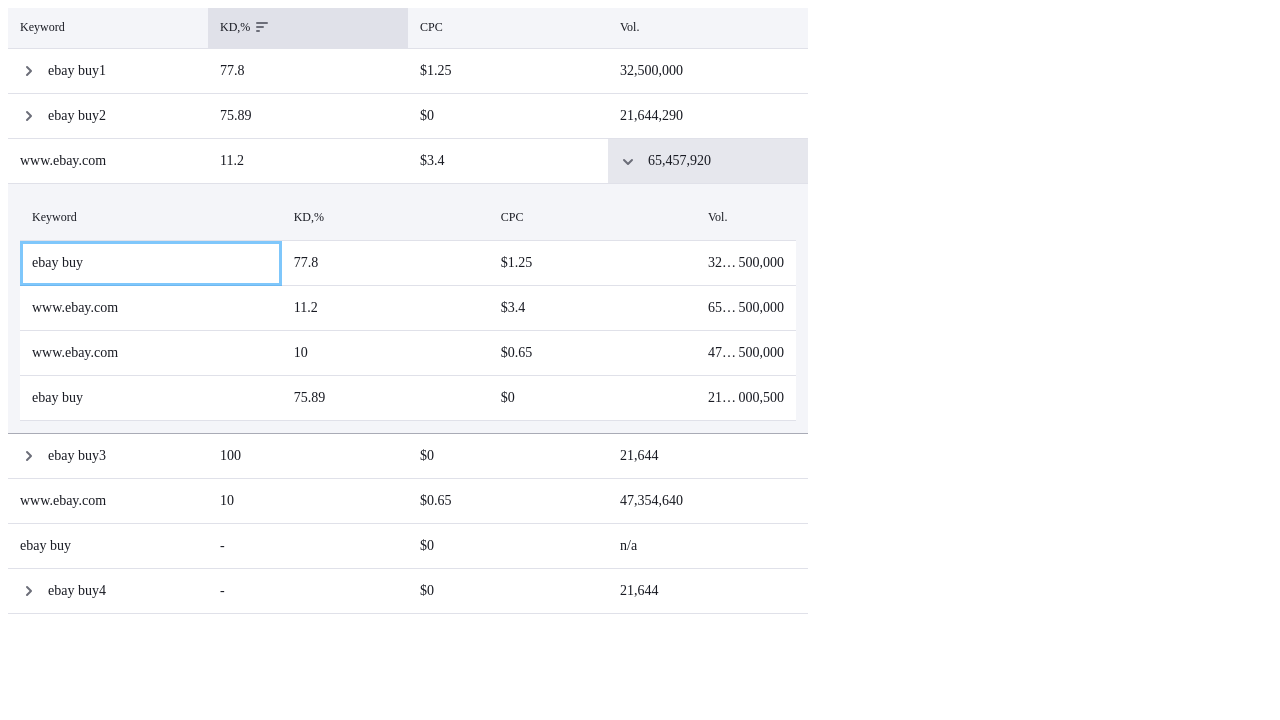 Keyword KD,% CPC Vol.
ebay buy1 77.8 $1.25 32,500,000
ebay buy2 75.89 $0 21,644,290
www.ebay.com 11.2 $3.4 65,457,920
Keyword KD,% CPC Vol.
ebay buy 77.8 $1.25 32… 500,000
www.ebay.com 11.2 $3.4 65… 500,000
www.ebay.com 10 $0.65 47… 500,000
ebay buy 75.89 $0 21… 000,500
ebay buy3 100 $0 21,644
www.ebay.com 10 $0.65 47,354,640
ebay buy - $0 n/a
ebay buy4 - $0 21,644